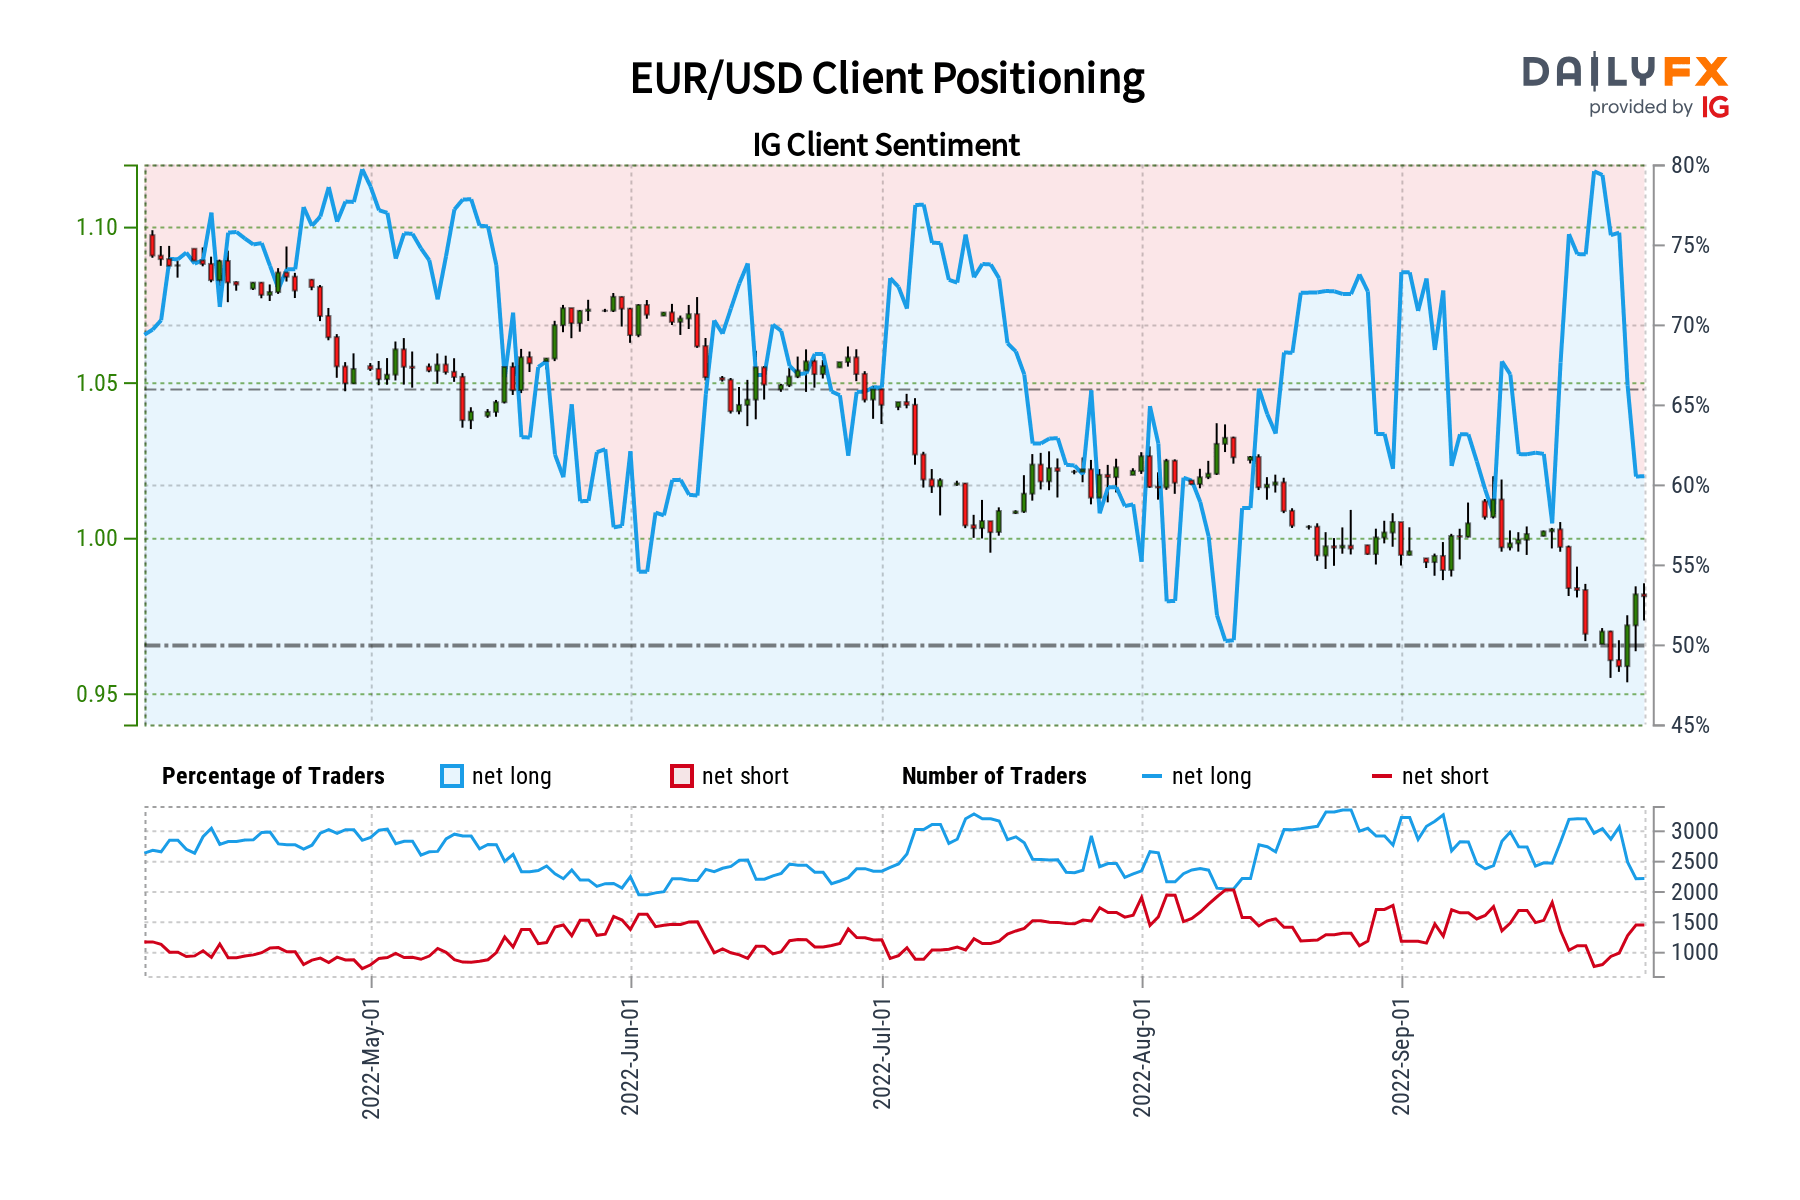 EUR/USD Client Positioning
DAILYFX
provided by IG
IG Client Sentiment
1.10
1.05
1.00
0.95
80%
75%
70%
65%
60%
55%
50%
45%
Percentage of Traders net long net short Number of Traders net long net short
3000
2500
2000
1500
1000
2022-May-01
2022-Jun-01
2022-Jul-01
2022-Aug-01
2022-Sep-01